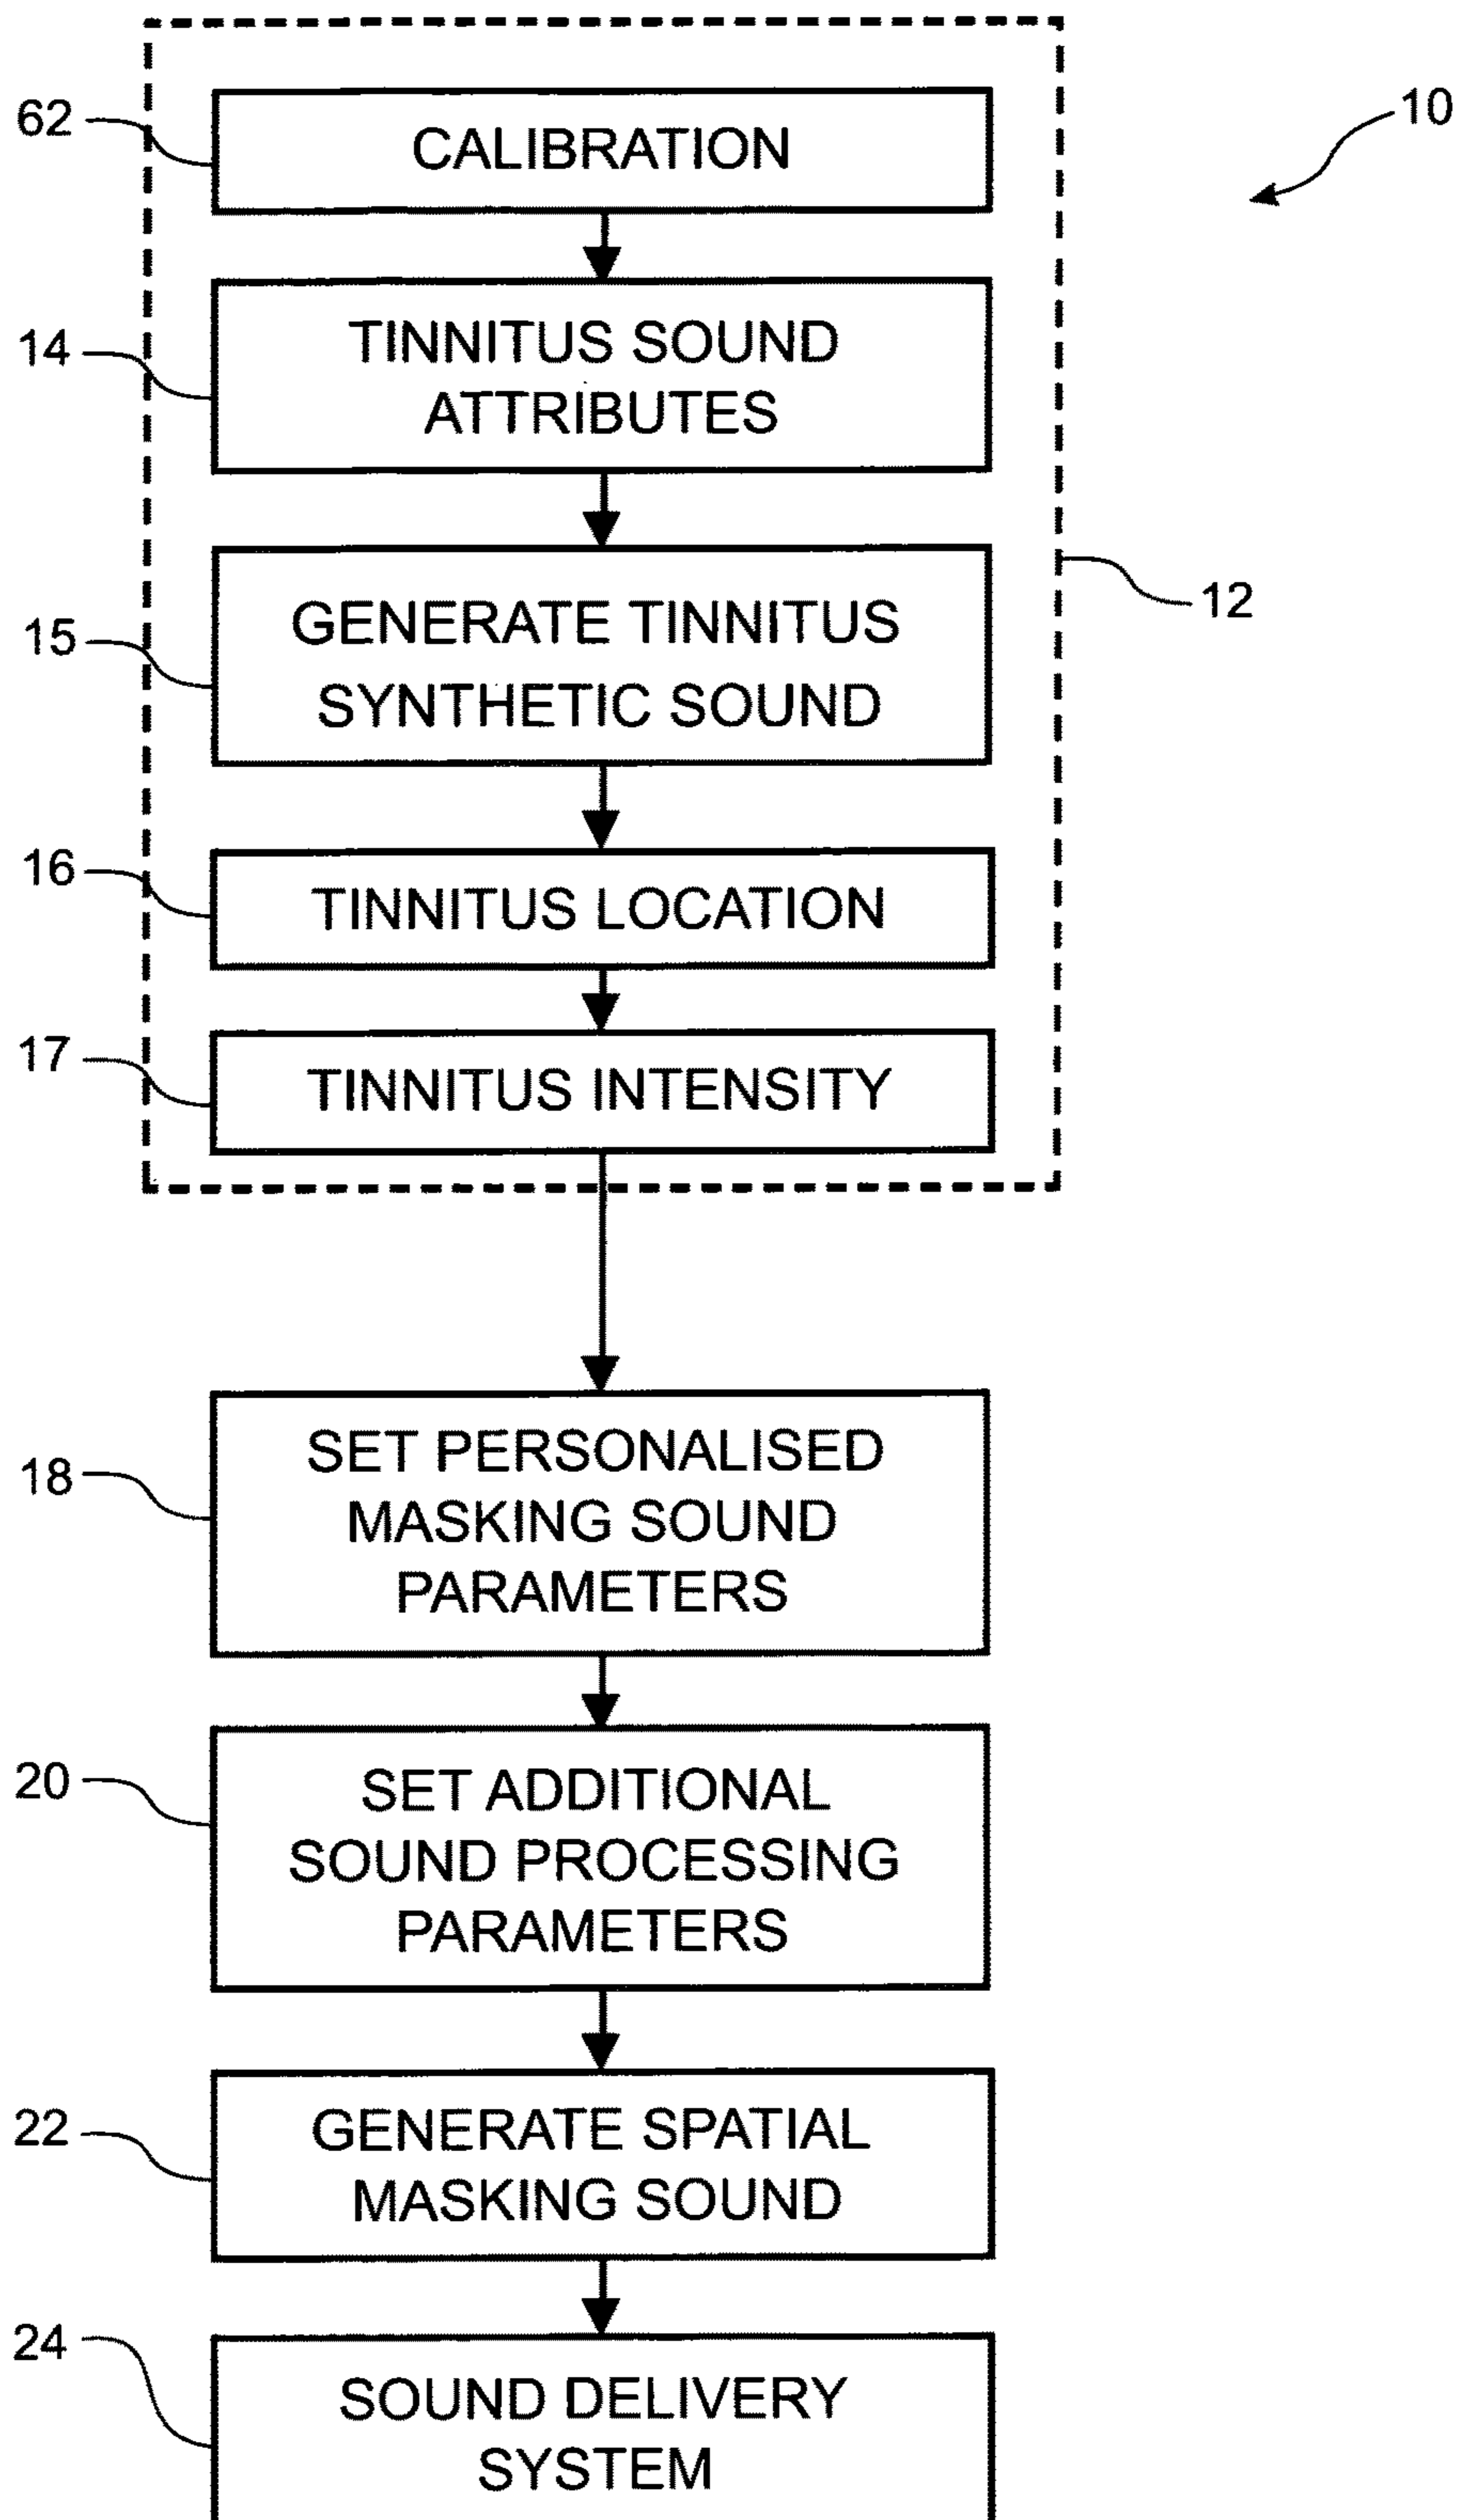 62
CALIBRATION
10
14
TINNITUS SOUND
ATTRIBUTES
15
GENERATE TINNITUS
SYNTHETIC SOUND
12
16
TINNITUS LOCATION
17
TINNITUS INTENSITY
18
SET PERSONALISED
MASKING SOUND
PARAMETERS
20
SET ADDITIONAL
SOUND PROCESSING
PARAMETERS
22
GENERATE SPATIAL
MASKING SOUND
24
SOUND DELIVERY
SYSTEM